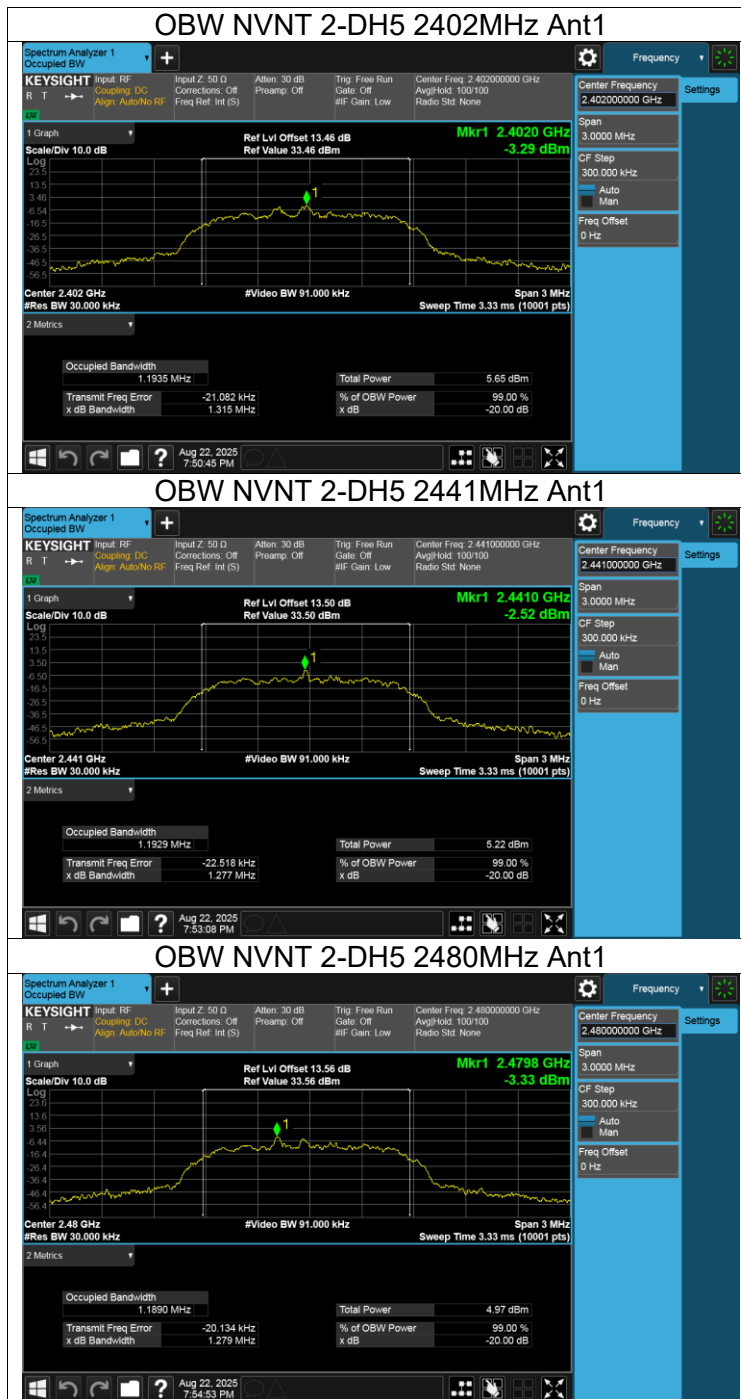 OBW NVNT 2-DH5 2402MHz Ant1
Spectrum Analyzer 1
Occupied BW
Frequency
KEYSIGHT Input: RF Input Z: 50 Ω Atten: 30 dB Trig: Free Run Center Freq: 2.402000000 GHz
R T Coupling: DC Corrections: Off Preamp: Off Gate: Off Avg|Hold: 100/100
Align: Auto/No RF Freq Ref: Int (S) #IF Gain: Low Radio Std: None
LXI
Center Frequency
2.402000000 GHz
Settings
Span
3.0000 MHz
CF Step
300.000 kHz
Auto
Man
Freq Offset
0 Hz
1 Graph
Ref Lvl Offset 13.46 dB
Mkr1 2.4020 GHz
Scale/Div 10.0 dB
Ref Value 33.46 dBm
-3.29 dBm
Log
23.5
13.5
3.46
-6.54
-16.5
-26.5
-36.5
-46.5
-56.5
1
Center 2.402 GHz #Video BW 91.000 kHz Span 3 MHz
#Res BW 30.000 kHz Sweep Time 3.33 ms (10001 pts)
2 Metrics
Occupied Bandwidth
1.1935 MHz
Total Power 5.65 dBm
Transmit Freq Error -21.082 kHz % of OBW Power 99.00 %
x dB Bandwidth 1.315 MHz x dB -20.00 dB
Aug 22, 2025
7:50:45 PM
OBW NVNT 2-DH5 2441MHz Ant1
Spectrum Analyzer 1
Occupied BW
Frequency
KEYSIGHT Input: RF Input Z: 50 Ω Atten: 30 dB Trig: Free Run Center Freq: 2.441000000 GHz
R T Coupling: DC Corrections: Off Preamp: Off Gate: Off Avg|Hold: 100/100
Align: Auto/No RF Freq Ref: Int (S) #IF Gain: Low Radio Std: None
LXI
Center Frequency
2.441000000 GHz
Settings
Span
3.0000 MHz
CF Step
300.000 kHz
Auto
Man
Freq Offset
0 Hz
1 Graph
Ref Lvl Offset 13.50 dB
Mkr1 2.4410 GHz
Scale/Div 10.0 dB
Ref Value 33.50 dBm
-2.52 dBm
Log
23.5
13.5
3.50
-6.50
-16.5
-26.5
-36.5
-46.5
-56.5
1
Center 2.441 GHz #Video BW 91.000 kHz Span 3 MHz
#Res BW 30.000 kHz Sweep Time 3.33 ms (10001 pts)
2 Metrics
Occupied Bandwidth
1.1929 MHz
Total Power 5.22 dBm
Transmit Freq Error -22.518 kHz % of OBW Power 99.00 %
x dB Bandwidth 1.277 MHz x dB -20.00 dB
Aug 22, 2025
7:53:08 PM
OBW NVNT 2-DH5 2480MHz Ant1
Spectrum Analyzer 1
Occupied BW
Frequency
KEYSIGHT Input: RF Input Z: 50 Ω Atten: 30 dB Trig: Free Run Center Freq: 2.480000000 GHz
R T Coupling: DC Corrections: Off Preamp: Off Gate: Off Avg|Hold: 100/100
Align: Auto/No RF Freq Ref: Int (S) #IF Gain: Low Radio Std: None
LXI
Center Frequency
2.480000000 GHz
Settings
Span
3.0000 MHz
CF Step
300.000 kHz
Auto
Man
Freq Offset
0 Hz
1 Graph
Ref Lvl Offset 13.56 dB
Mkr1 2.4798 GHz
Scale/Div 10.0 dB
Ref Value 33.56 dBm
-3.33 dBm
Log
23.6
13.6
3.56
-6.44
-16.4
-26.4
-36.4
-46.4
-56.4
1
Center 2.48 GHz #Video BW 91.000 kHz Span 3 MHz
#Res BW 30.000 kHz Sweep Time 3.33 ms (10001 pts)
2 Metrics
Occupied Bandwidth
1.1890 MHz
Total Power 4.97 dBm
Transmit Freq Error -20.134 kHz % of OBW Power 99.00 %
x dB Bandwidth 1.279 MHz x dB -20.00 dB
Aug 22, 2025
7:54:53 PM